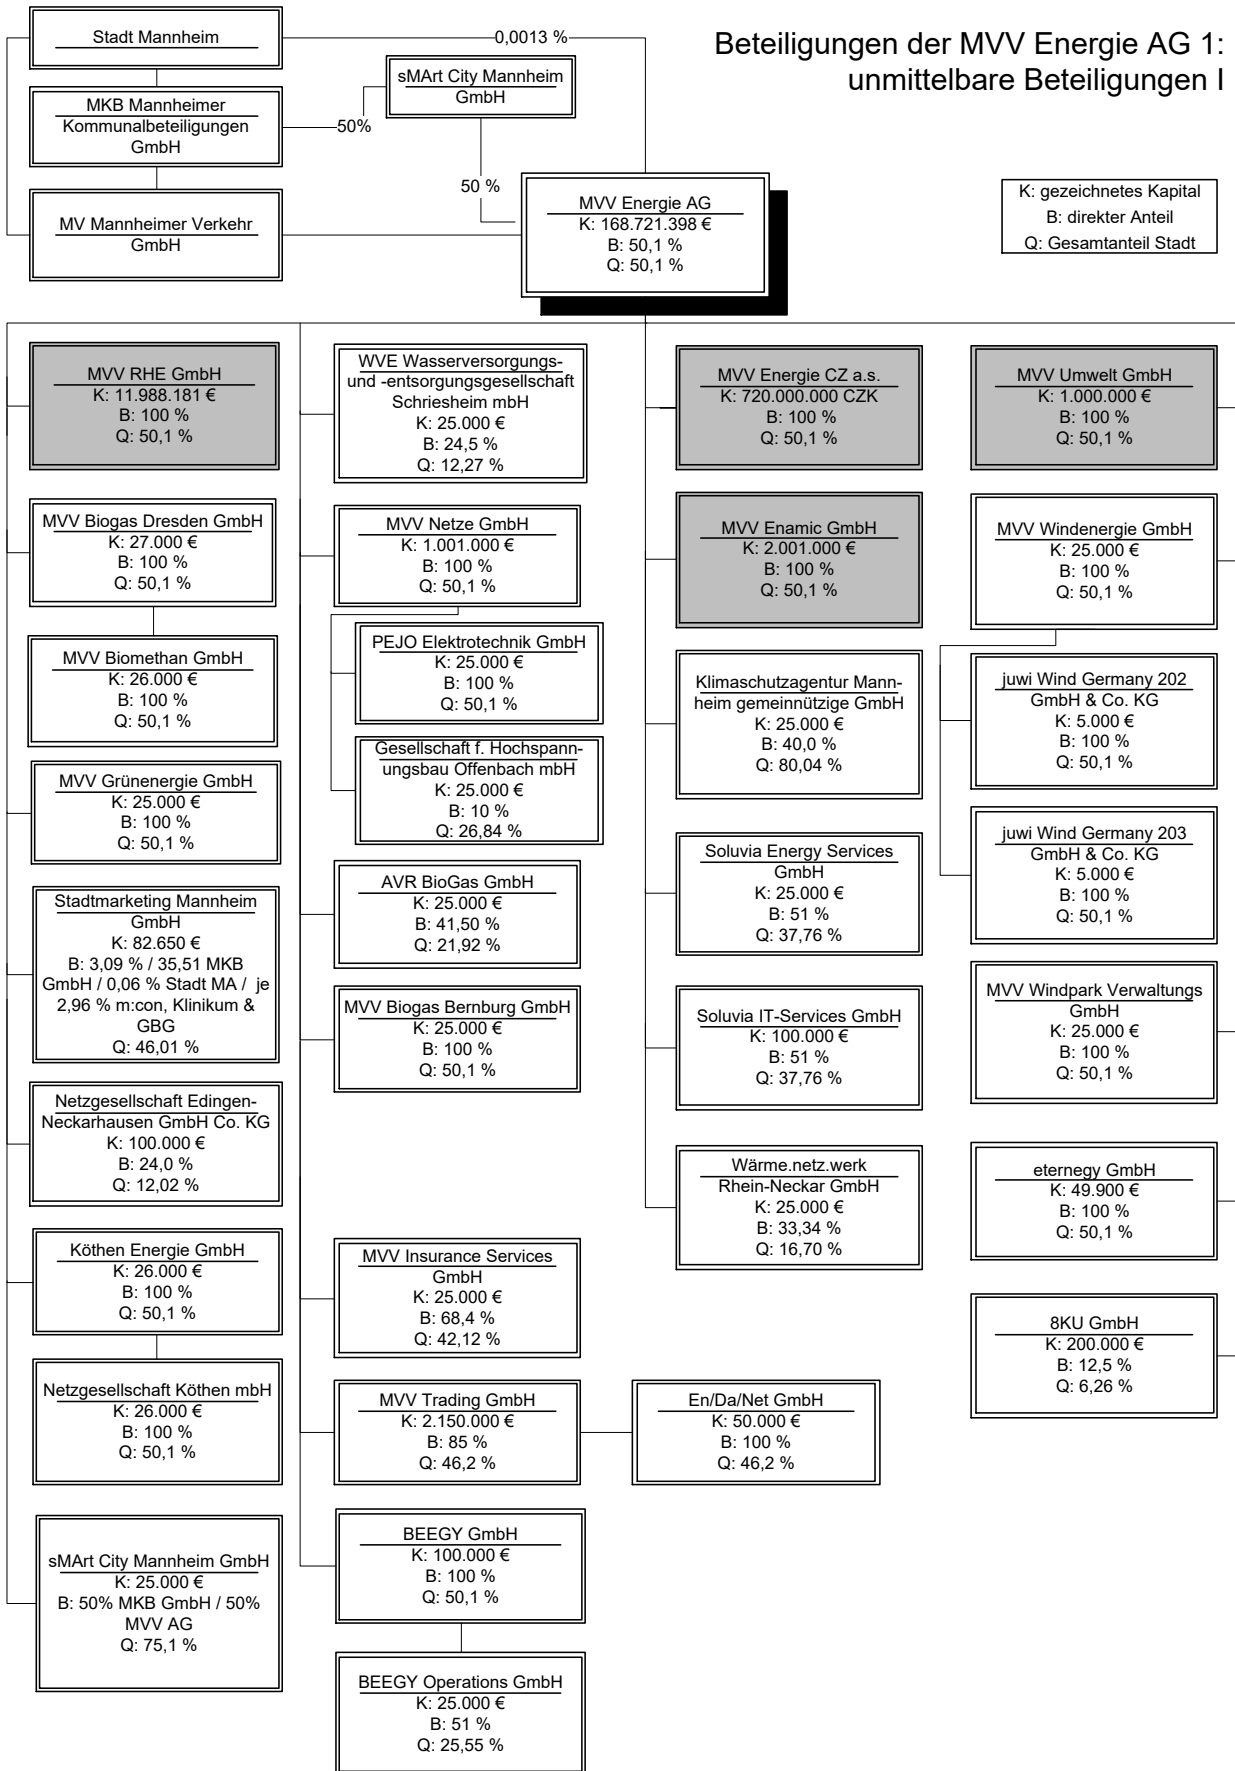 Beteiligungen der MVV Energie AG 1:
unmittelbare Beteiligungen I
Stadt Mannheim
0,0013 %
sMArt City Mannheim
GmbH
MKB Mannheimer
Kommunalbeteiligungen
GmbH
50%
50 %
MV Mannheimer Verkehr
GmbH
MVV Energie AG
K: 168.721.398 €
B: 50,1 %
Q: 50,1 %
K: gezeichnetes Kapital
B: direkter Anteil
Q: Gesamtanteil Stadt
MVV RHE GmbH
K: 11.988.181 €
B: 100 %
Q: 50,1 %
MVV Biogas Dresden GmbH
K: 27.000 €
B: 100 %
Q: 50,1 %
MVV Biomethan GmbH
K: 26.000 €
B: 100 %
Q: 50,1 %
MVV Grünenergie GmbH
K: 25.000 €
B: 100 %
Q: 50,1 %
Stadtmarketing Mannheim
GmbH
K: 82.650 €
B: 3,09 % / 35,51 MKB
GmbH / 0,06 % Stadt MA / je
2,96 % m:con, Klinikum &
GBG
Q: 46,01 %
Netzgesellschaft Edingen-
Neckarhausen GmbH Co. KG
K: 100.000 €
B: 24,0 %
Q: 12,02 %
Köthen Energie GmbH
K: 26.000 €
B: 100 %
Q: 50,1 %
Netzgesellschaft Köthen mbH
K: 26.000 €
B: 100 %
Q: 50,1 %
sMArt City Mannheim GmbH
K: 25.000 €
B: 50% MKB GmbH / 50%
MVV AG
Q: 75,1 %
WVE Wasserversorgungs-
und -entsorgungsgesellschaft
Schriesheim mbH
K: 25.000 €
B: 24,5 %
Q: 12,27 %
MVV Netze GmbH
K: 1.001.000 €
B: 100 %
Q: 50,1 %
PEJO Elektrotechnik GmbH
K: 25.000 €
B: 100 %
Q: 50,1 %
Gesellschaft f. Hochspann-
ungsbau Offenbach mbH
K: 25.000 €
B: 10 %
Q: 26,84 %
AVR BioGas GmbH
K: 25.000 €
B: 41,50 %
Q: 21,92 %
MVV Biogas Bernburg GmbH
K: 25.000 €
B: 100 %
Q: 50,1 %
MVV Insurance Services
GmbH
K: 25.000 €
B: 68,4 %
Q: 42,12 %
MVV Trading GmbH
K: 2.150.000 €
B: 85 %
Q: 46,2 %
En/Da/Net GmbH
K: 50.000 €
B: 100 %
Q: 46,2 %
BEEGY GmbH
K: 100.000 €
B: 100 %
Q: 50,1 %
BEEGY Operations GmbH
K: 25.000 €
B: 51 %
Q: 25,55 %
MVV Energie CZ a.s.
K: 720.000.000 CZK
B: 100 %
Q: 50,1 %
MVV Enamic GmbH
K: 2.001.000 €
B: 100 %
Q: 50,1 %
Klimaschutzagentur Mann-
heim gemeinnützige GmbH
K: 25.000 €
B: 40,0 %
Q: 80,04 %
Soluvia Energy Services
GmbH
K: 25.000 €
B: 51 %
Q: 37,76 %
Soluvia IT-Services GmbH
K: 100.000 €
B: 51 %
Q: 37,76 %
Wärme.netz.werk
Rhein-Neckar GmbH
K: 25.000 €
B: 33,34 %
Q: 16,70 %
MVV Umwelt GmbH
K: 1.000.000 €
B: 100 %
Q: 50,1 %
MVV Windenergie GmbH
K: 25.000 €
B: 100 %
Q: 50,1 %
juwi Wind Germany 202
GmbH & Co. KG
K: 5.000 €
B: 100 %
Q: 50,1 %
juwi Wind Germany 203
GmbH & Co. KG
K: 5.000 €
B: 100 %
Q: 50,1 %
MVV Windpark Verwaltungs
GmbH
K: 25.000 €
B: 100 %
Q: 50,1 %
eternegy GmbH
K: 49.900 €
B: 100 %
Q: 50,1 %
8KU GmbH
K: 200.000 €
B: 12,5 %
Q: 6,26 %